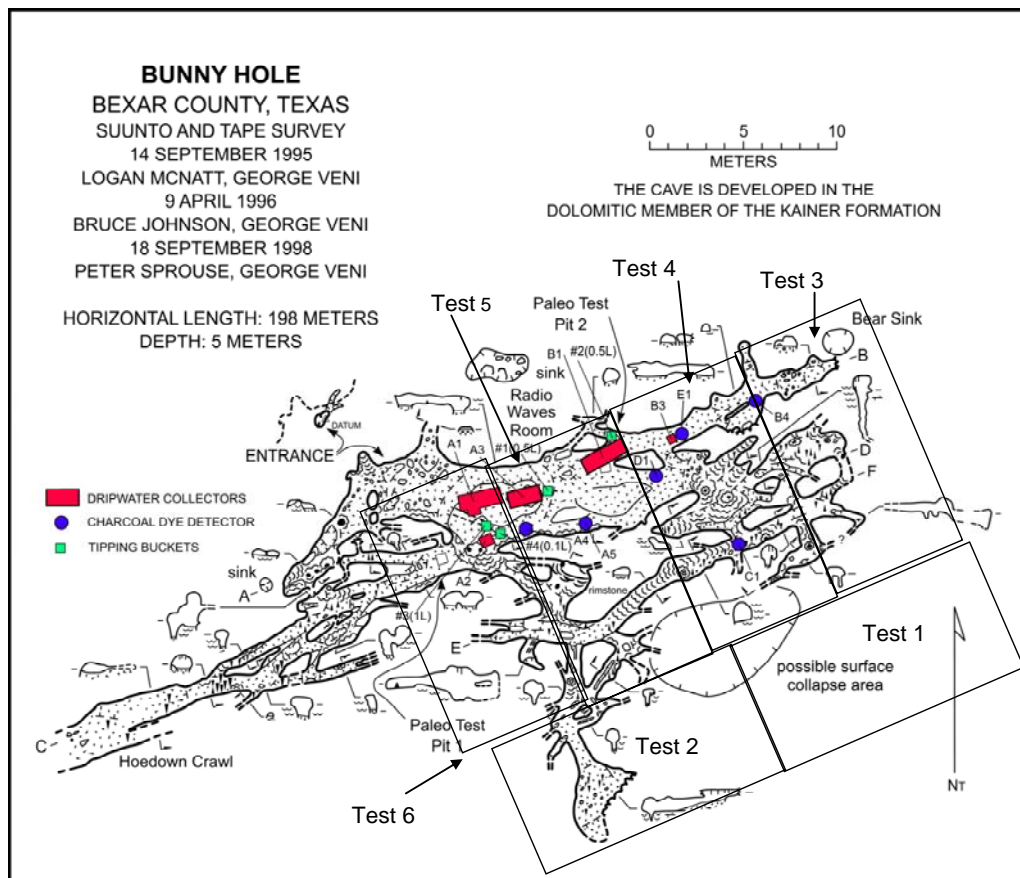 BUNNY HOLE
BEXAR COUNTY, TEXAS
SUUNTO AND TAPE SURVEY
14 SEPTEMBER 1995
LOGAN MCNATT, GEORGE VENI
9 APRIL 1996
BRUCE JOHNSON, GEORGE VENI
18 SEPTEMBER 1998
PETER SPROUSE, GEORGE VENI
HORIZONTAL LENGTH: 198 METERS
DEPTH: 5 METERS
0 5 10
METERS
THE CAVE IS DEVELOPED IN THE
DOLOMITIC MEMBER OF THE KAINER FORMATION
Test 4
Test 3
Test 5
Paleo Test
Pit 2
Bear Sink
B1
#2(0.5L)
sink
B
Radio
Waves
Room
E1
B3
B4
DATUM
ENTRANCE
A1
A3
#1(0.5L)
D1
D
F
DRIPWATER COLLECTORS
CHARCOAL DYE DETECTOR
TIPPING BUCKETS
#4(0.1L)
A4
A5
?
sink
A
A2
C1
rimstone
#3(1L)
E
Test 1
possible surface
collapse area
Paleo Test
Pit 1
C
Hoedown Crawl
Test 2
Test 6
NT